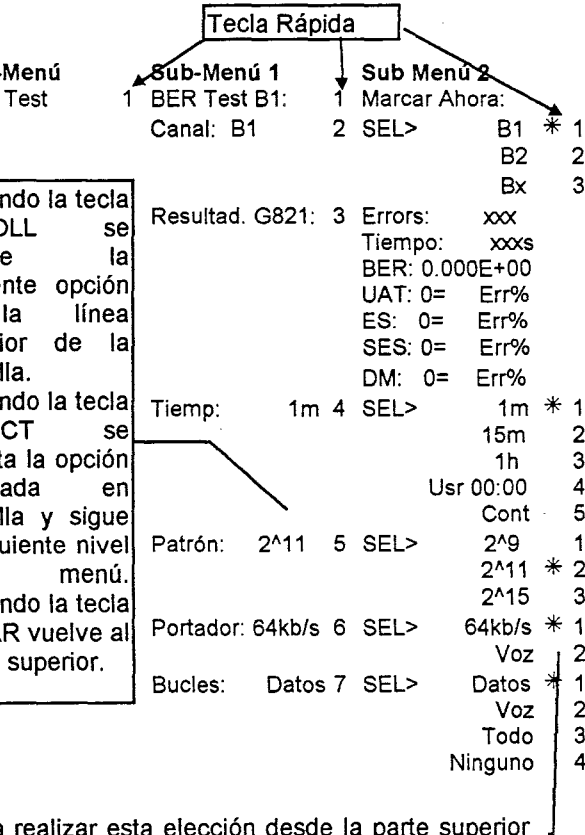 Tecla Rápida
-Menú Sub-Menú 1 Sub Menú 2
Test 1 BER Test B1: 1 Marcar Ahora:
Canal: B1 2 SEL> B1 * 1
B2 2
Bx 3
ndo la tecla
OLL se
e la
ente opción
la línea
ior de la
lla.
ndo la tecla
CT se
ta la opción
ada en
lla y sigue
uiente nivel
menú.
ndo la tecla
AR vuelve al
superior.
Resultad. G821: 3 Errors: xxx
Tiempo: xxxs
BER: 0.000E+00
UAT: 0= Err%
ES: 0= Err%
SES: 0= Err%
DM: 0= Err%
Tiemp: 1m 4 SEL> 1m * 1
15m 2
1h 3
Usr 00:00 4
Cont 5
Patrón: 2^11 5 SEL> 2^9 1
2^11 * 2
2^15 3
Portador: 64kb/s 6 SEL> 64kb/s * 1
Voz 2
Bucles: Datos 7 SEL> Datos * 1
Voz 2
Todo 3
Ninguno 4
a realizar esta elección desde la parte superior